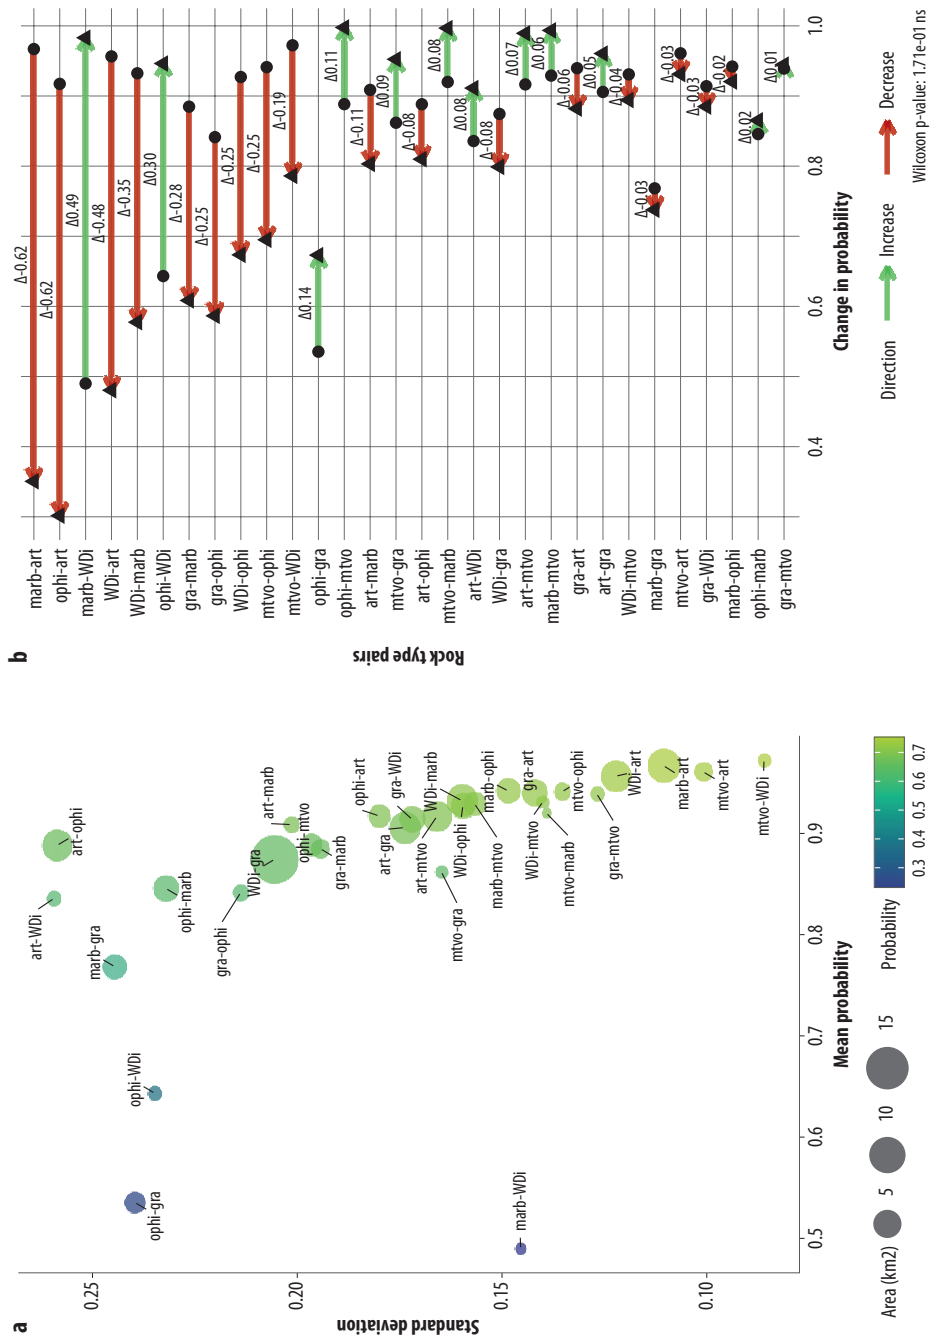 a
Standard deviation
0.25
0.20
0.15
0.10
0.5
0.6
0.7
0.8
0.9
Mean probability
art-WDi
art-ophi
marb-gra
ophi-marb
ophi-WDi
ophi-gra
gra-ophi
WDi-gra
art-marb
ophi-mtvo
gra-marb
ophi-art
art-gra
gra-WDi
art-mtvo
mtvo-gra
WDi-marb
WDi-ophi
marb-mtvo
marb-ophi
gra-art
WDi-mtvo
mtvo-marb
mtvo-ophi
gra-mtvo
WDi-art
marb-art
mtvo-art
mtvo-WDi
marb-WDi
Area (km2)
5
10
15
Probability
0.3
0.4
0.5
0.6
0.7
b
Rock type pairs
marb-art
Δ-0.62
ophi-art
Δ-0.62
marb-WDi
Δ0.49
WDi-art
Δ-0.48
WDi-marb
Δ-0.35
ophi-WDi
Δ0.30
gra-marb
Δ-0.28
gra-ophi
Δ-0.25
WDi-ophi
Δ-0.25
mtvo-ophi
Δ-0.25
mtvo-WDi
Δ-0.19
ophi-gra
Δ0.14
ophi-mtvo
Δ0.11
art-marb
Δ-0.11
mtvo-gra
Δ0.09
art-ophi
Δ-0.08
mtvo-marb
Δ0.08
art-WDi
Δ0.08
WDi-gra
Δ-0.08
art-mtvo
Δ0.07
marb-mtvo
Δ0.06
gra-art
Δ-0.06
art-gra
Δ0.05
WDi-mtvo
Δ-0.04
marb-gra
Δ-0.03
mtvo-art
Δ-0.03
gra-WDi
Δ-0.03
marb-ophi
Δ-0.02
ophi-marb
Δ0.02
gra-mtvo
Δ0.01
0.4
0.6
0.8
1.0
Change in probability
Direction
Increase
Decrease
Wilcoxon p-value: 1.71e-01 ns